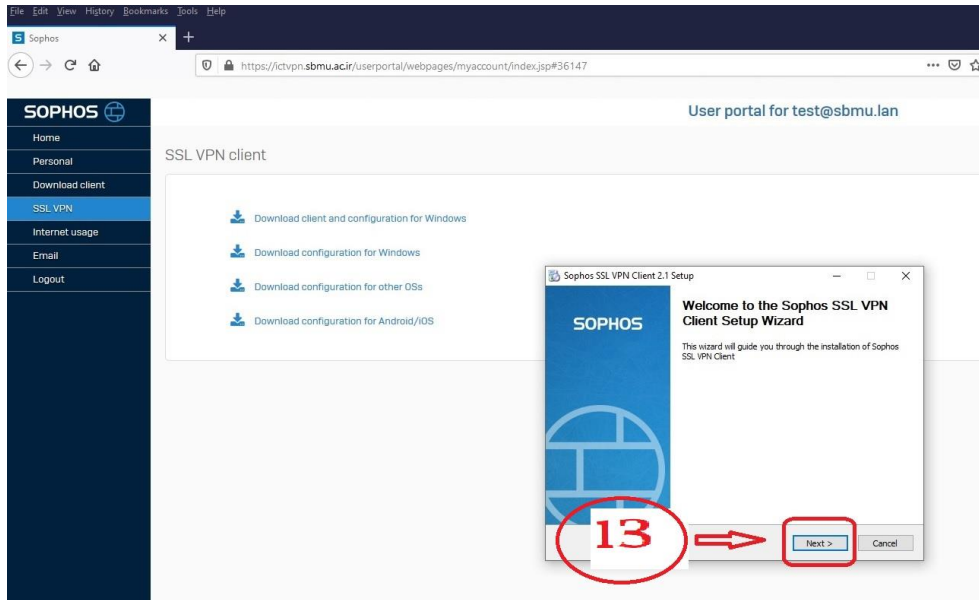 File Edit View History Bookmarks Tools Help
S Sophos
https://ictvpn.sbmu.ac.ir/userportal/webpages/myaccount/index.jsp#36147
SOPHOS
User portal for test@sbmu.lan
Home
Personal
Download client
SSL VPN
Internet usage
Email
Logout
SSL VPN client
Download client and configuration for Windows
Download configuration for Windows
Download configuration for other OSs
Download configuration for Android/iOS
Sophos SSL VPN Client 2.1 Setup
SOPHOS
Welcome to the Sophos SSL VPN
Client Setup Wizard
This wizard will guide you through the installation of Sophos
SSL VPN Client
13
Next >
Cancel